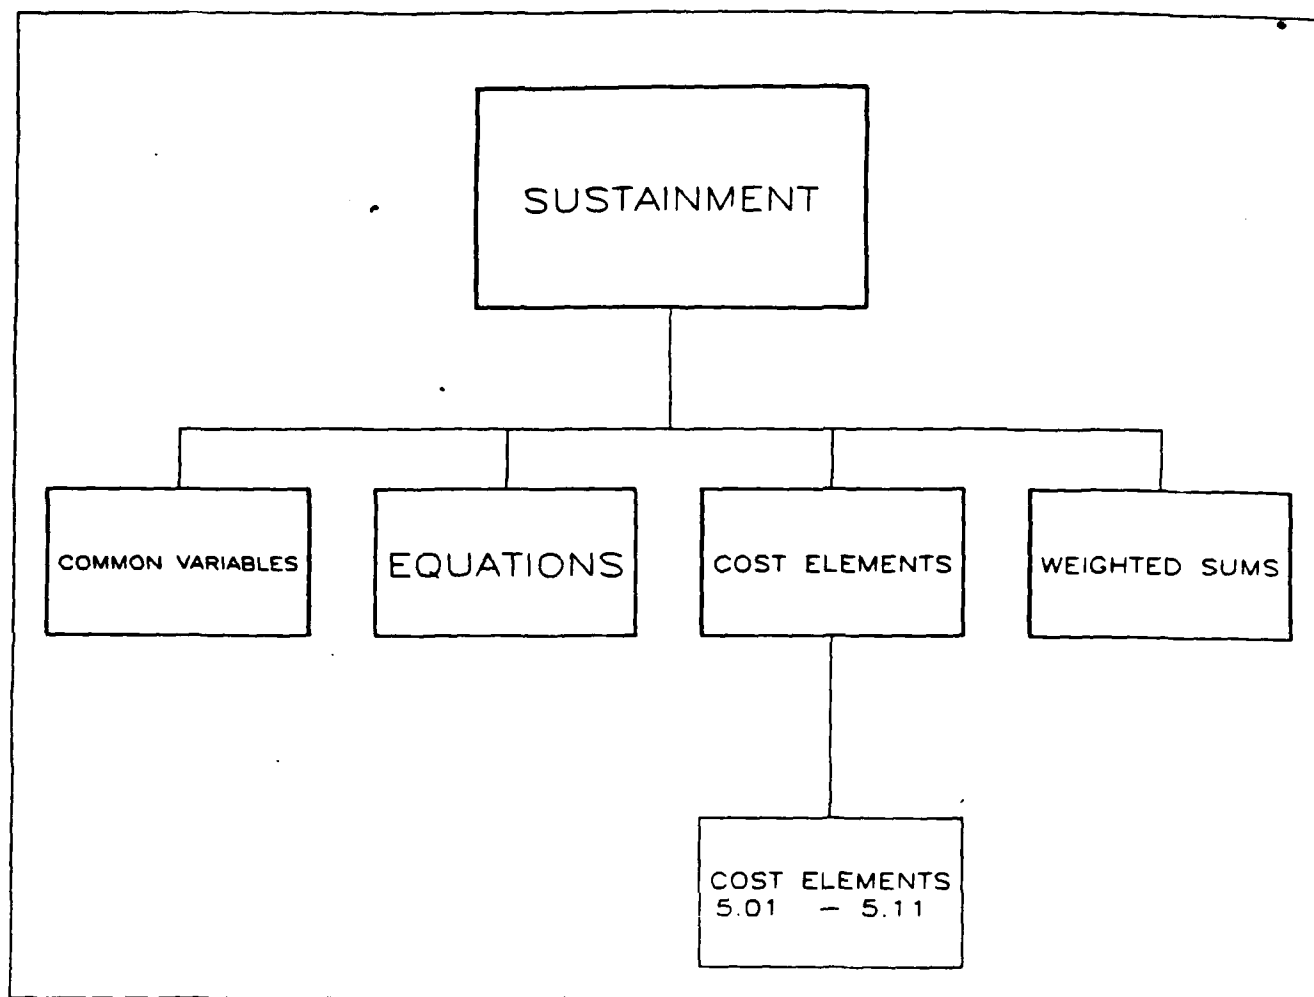 SUSTAINMENT
COMMON VARIABLES
EQUATIONS
COST ELEMENTS
WEIGHTED SUMS
COST ELEMENTS
5.01 – 5.11